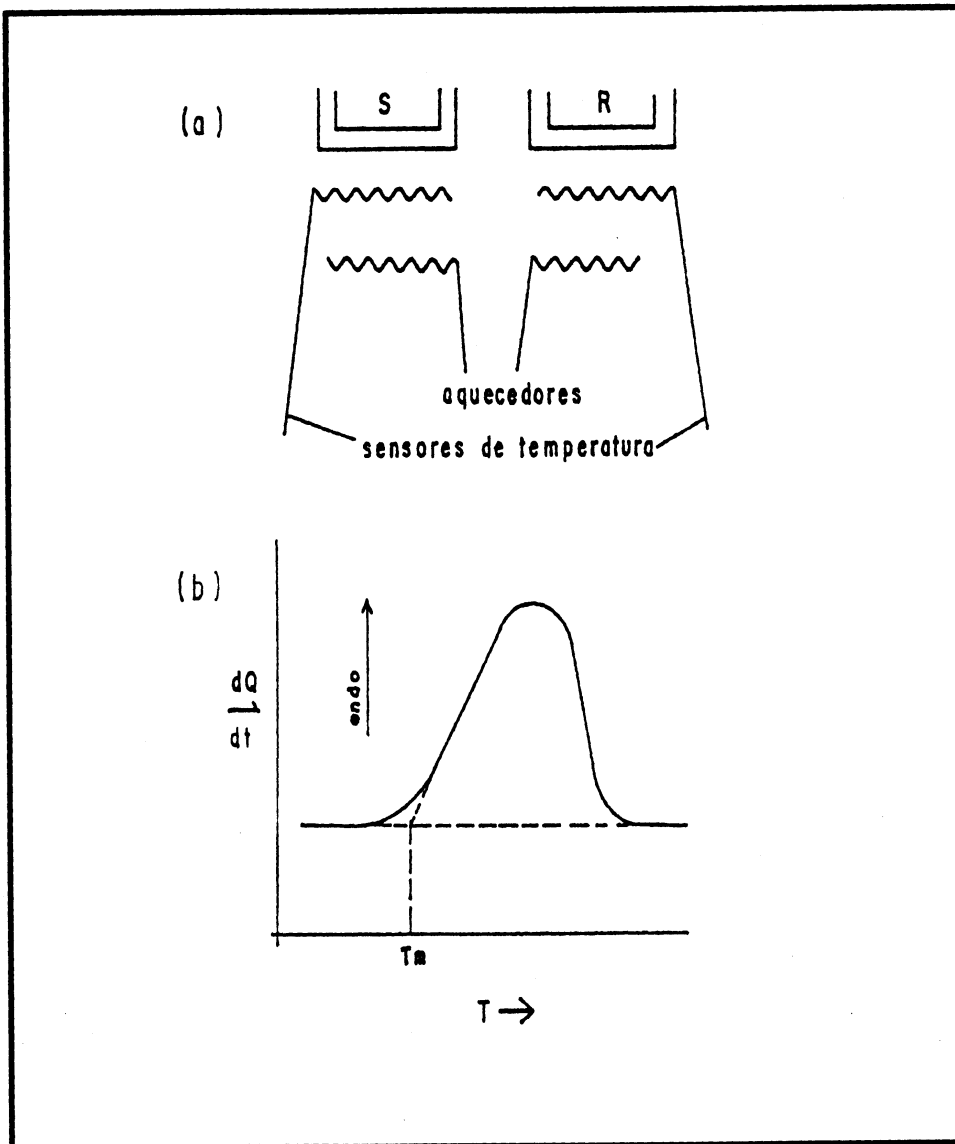 (a)
S R
aquecedores
sensores de temperatura
(b)
endo
dQ
dt
Tm
T →